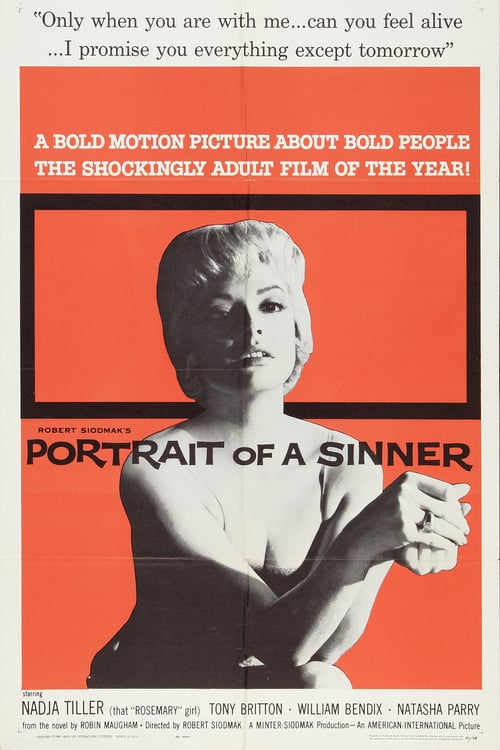 "Only when you are with me...can you feel alive
...I promise you everything except tomorrow"
A BOLD MOTION PICTURE ABOUT BOLD PEOPLE
THE SHOCKINGLY ADULT FILM OF THE YEAR!
ROBERT SIODMAK'S
PORTRAIT OF A SINNER
starring
NADJA TILLER (that "ROSEMARY" girl) TONY BRITTON · WILLIAM BENDIX · NATASHA PARRY
from the novel by ROBIN MAUGHAM · Directed by ROBERT SIODMAK · A MINTER-SIODMAK Production—An AMERICAN-INTERNATIONAL Picture